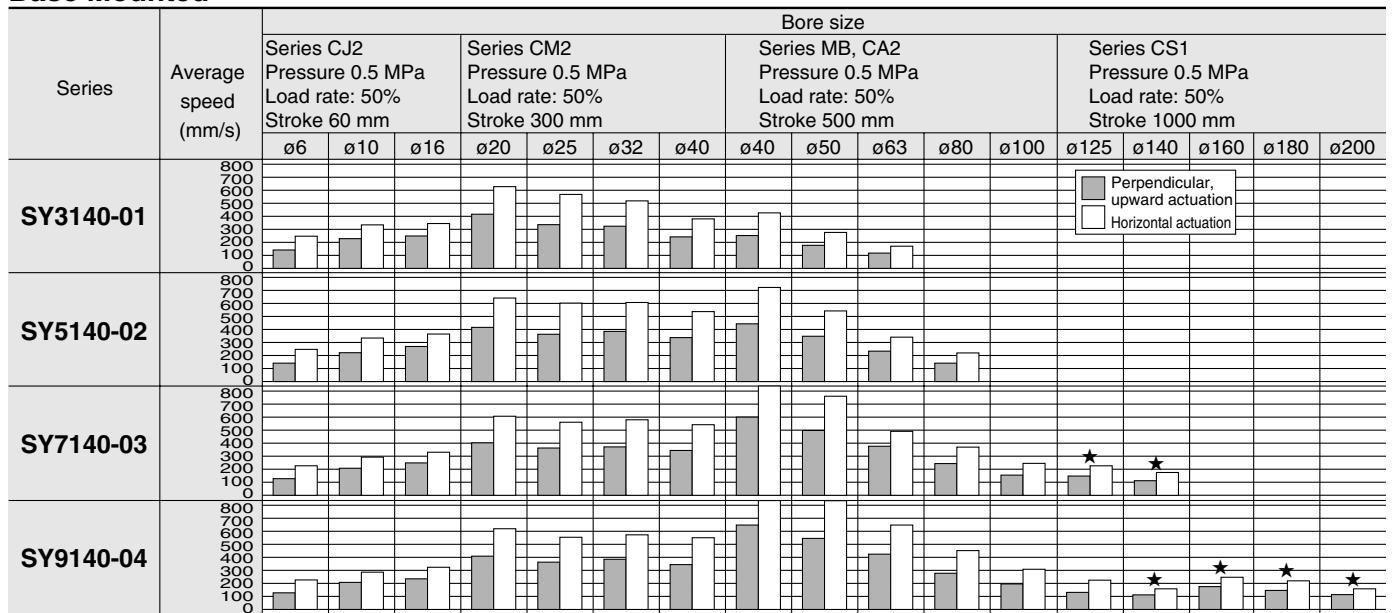 Base Mounted
Series
Average
speed
(mm/s)
Bore size
Series CJ2
Pressure 0.5 MPa
Load rate: 50%
Stroke 60 mm
Series CM2
Pressure 0.5 MPa
Load rate: 50%
Stroke 300 mm
Series MB, CA2
Pressure 0.5 MPa
Load rate: 50%
Stroke 500 mm
Series CS1
Pressure 0.5 MPa
Load rate: 50%
Stroke 1000 mm
ø6 ø10 ø16 ø20 ø25 ø32 ø40 ø40 ø50 ø63 ø80 ø100 ø125 ø140 ø160 ø180 ø200
SY3140-01
800
700
600
500
400
300
200
100
0
Perpendicular,
upward actuation
Horizontal actuation
SY5140-02
800
700
600
500
400
300
200
100
0
SY7140-03
800
700
600
500
400
300
200
100
0
★ ★
SY9140-04
800
700
600
500
400
300
200
100
0
★ ★ ★ ★